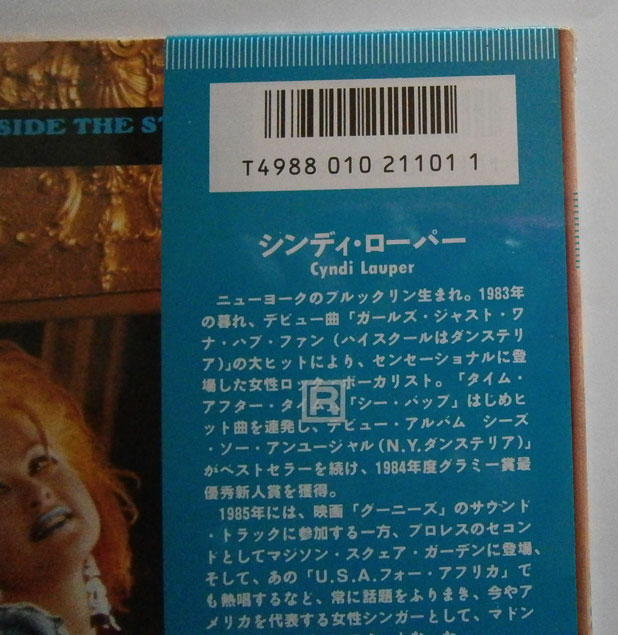 SIDE THE
T4988 010 21101 1
シンディ・ローパー
Cyndi Lauper
ニューヨークのブルックリン生まれ。1983年
の暮れ、デビュー曲「ガールズ・ジャスト・ワ
ナ・ハブ・ファン(ハイスクールはダンステリ
ア)」の大ヒットにより、センセーショナルに登
場した女性ロック・ボーカリスト。「タイム・
アフター・タイム」「シー・バップ」はじめヒ
R
ット曲を連発し、デビュー・アルバム シーズ
・ソー・アンユージャル(N.Y.ダンステリア)」
がベストセラーを続け、1984年度グラミー賞最
優秀新人賞を獲得。
1985年には、映画「グーニーズ」のサウンド
・トラックに参加する一方、プロレスのセコン
ドとしてマジソン・スクェア・ガーデンに登場、
そして、あの「U.S.A.フォー・アフリカ」で
も熱唱するなど、常に話題をふりまき、今やア
メリカを代表する女性シンガーとして、マドン